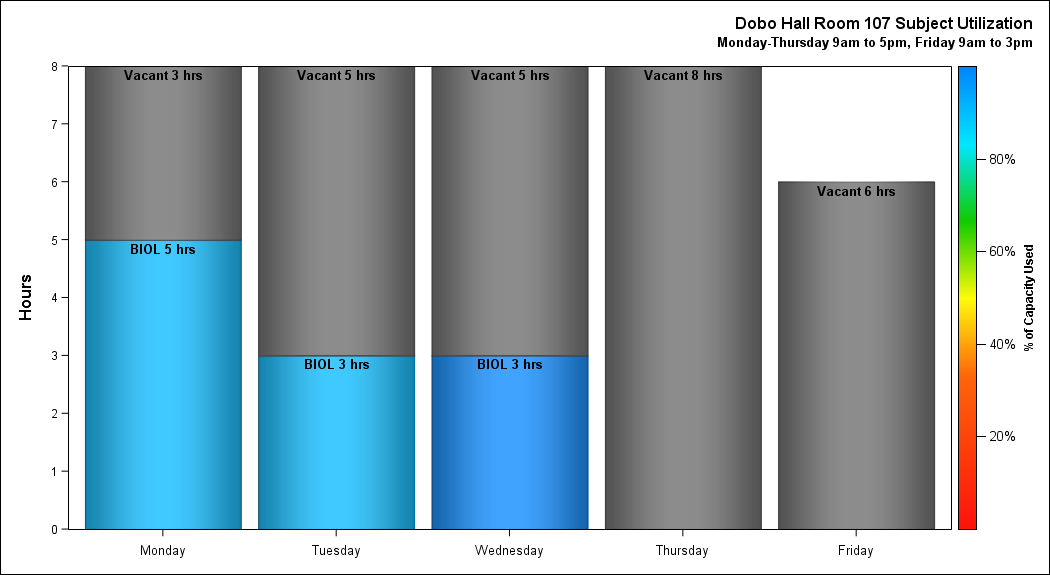 Dobo Hall Room 107 Subject Utilization
Monday-Thursday 9am to 5pm, Friday 9am to 3pm
Hours
8
7
6
5
4
3
2
1
0
Vacant 3 hrs
BIOL 5 hrs
Vacant 5 hrs
BIOL 3 hrs
Vacant 5 hrs
BIOL 3 hrs
Vacant 8 hrs
Vacant 6 hrs
Monday
Tuesday
Wednesday
Thursday
Friday
80%
60%
40%
20%
% of Capacity Used